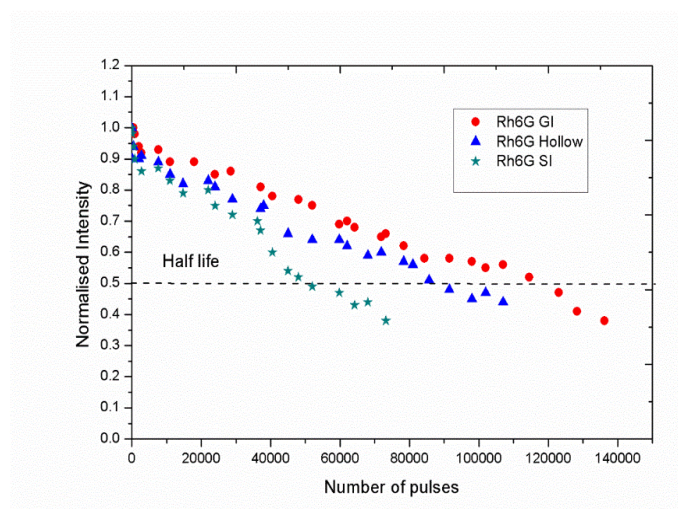 1.2
1.1
1.0
0.9
0.8
0.7
0.6
0.5
0.4
0.3
0.2
0.1
0.0
Normalised Intensity
Rh6G GI
Rh6G Hollow
Rh6G SI
Half life
0 20000 40000 60000 80000 100000 120000 140000
Number of pulses